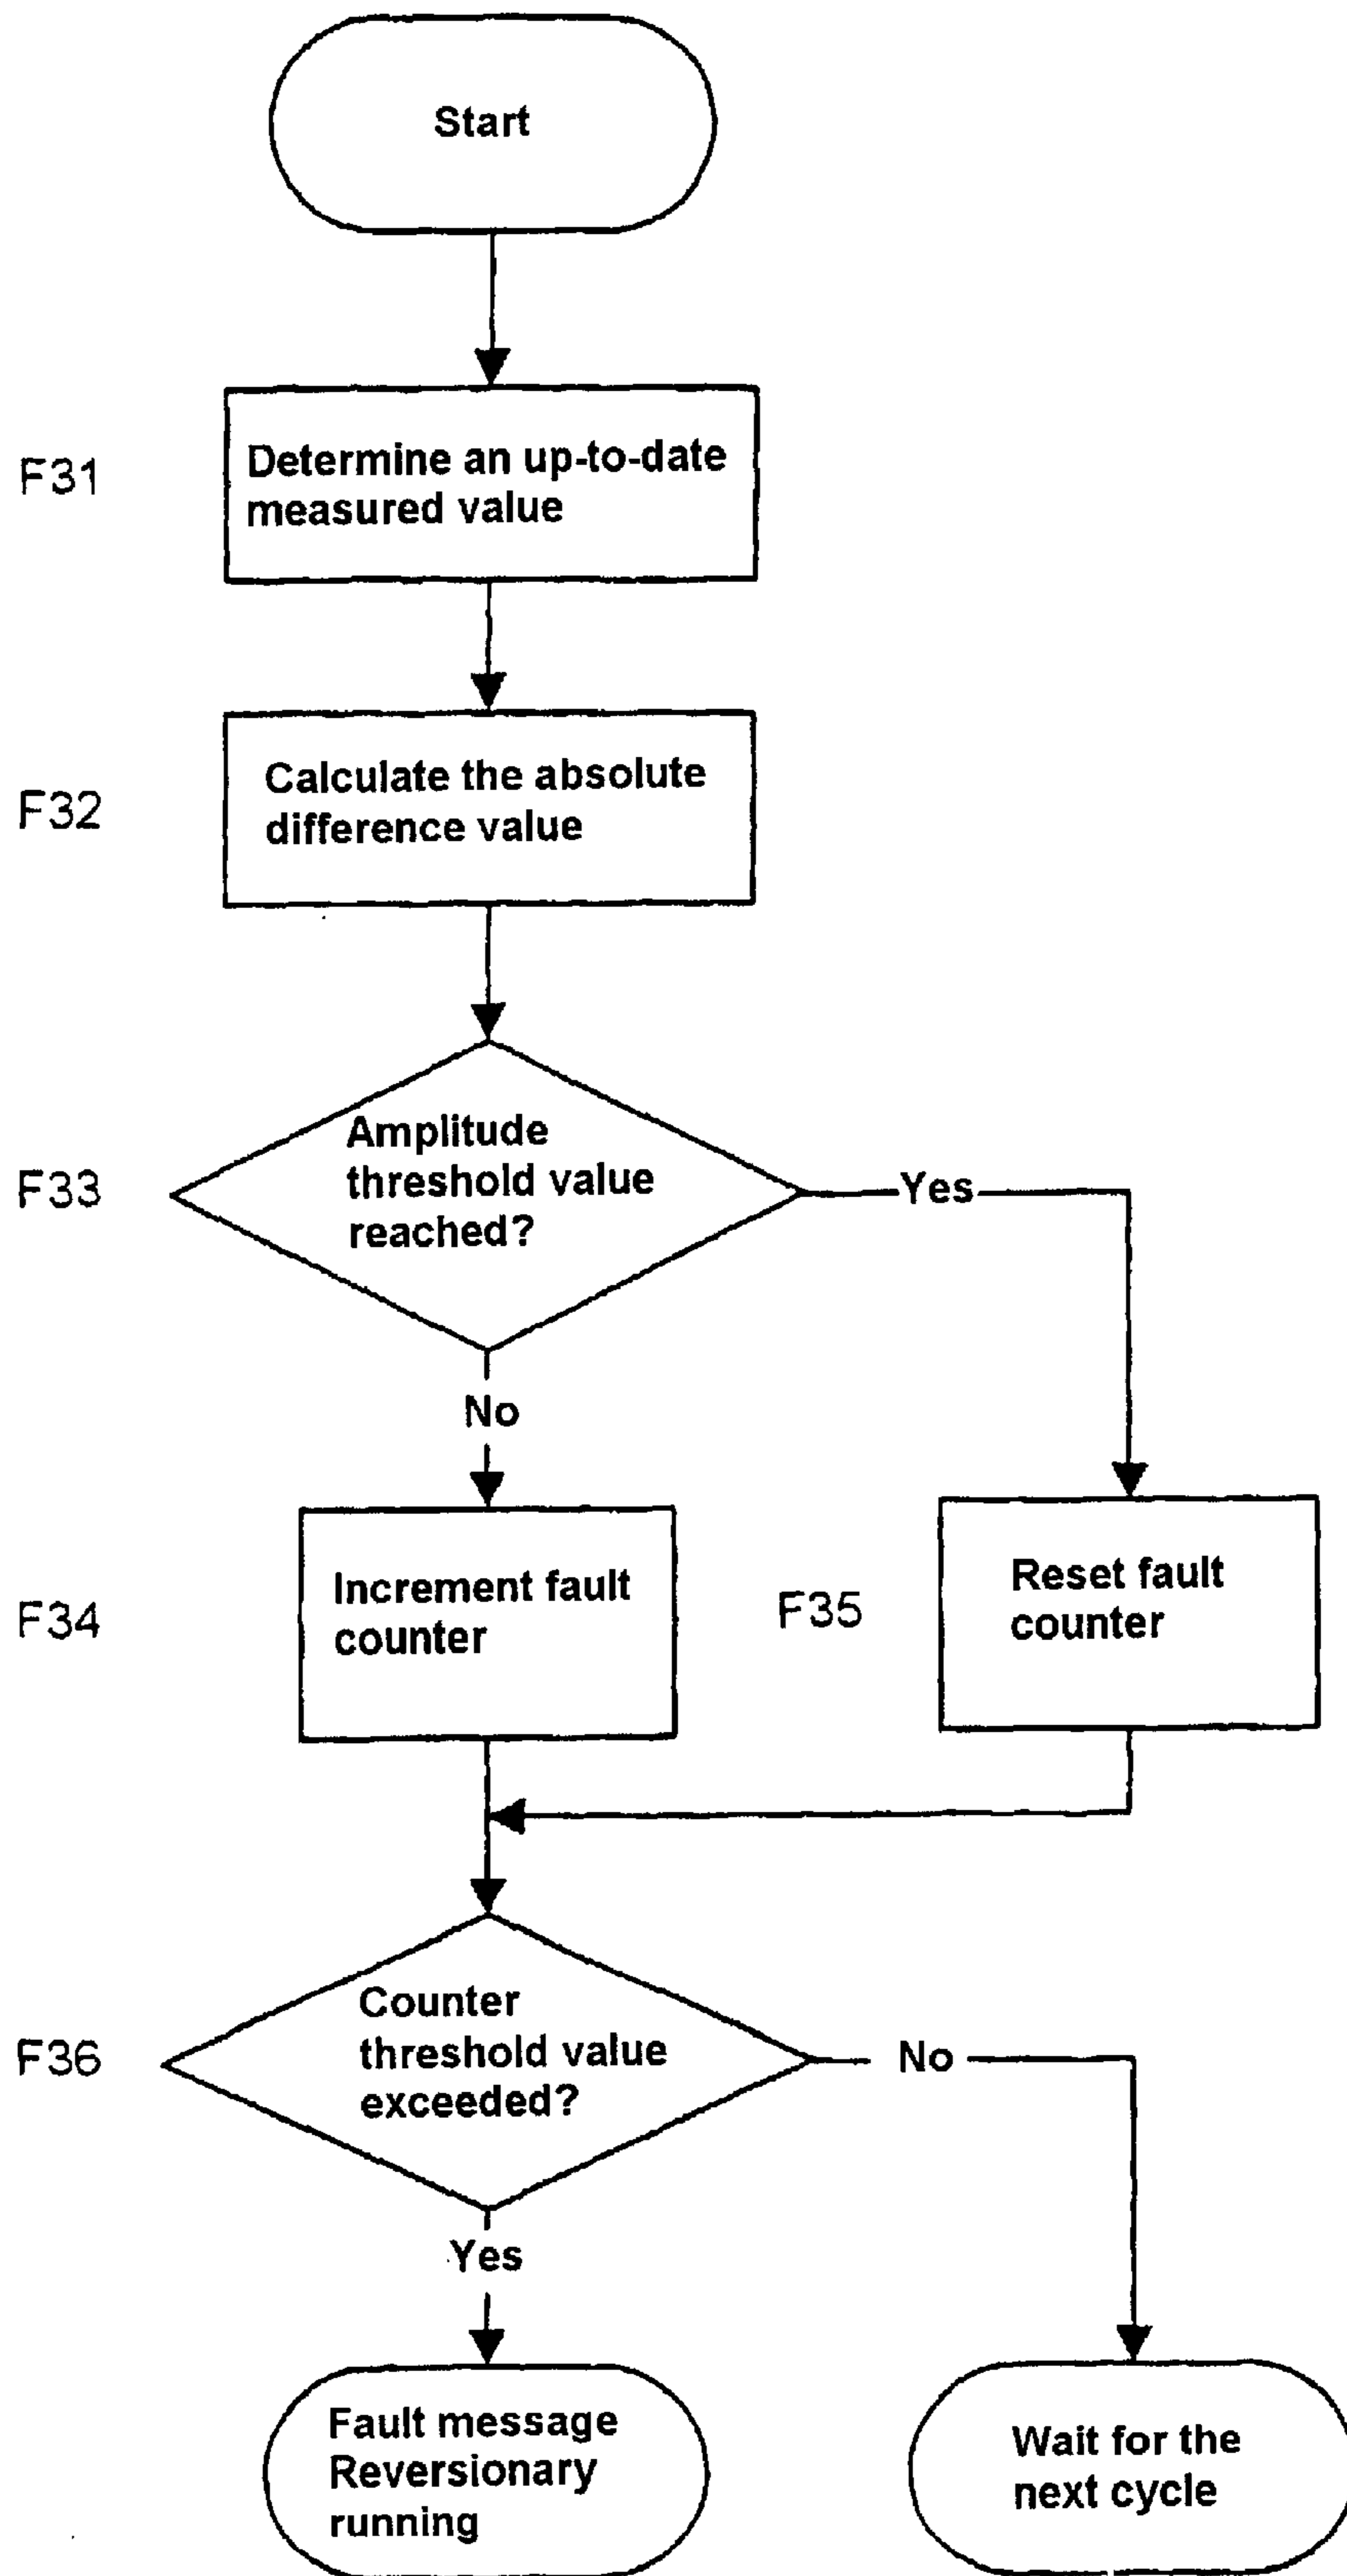 Start
F31
Determine an up-to-date
measured value
F32
Calculate the absolute
difference value
F33
Amplitude
threshold value
reached?
Yes
No
F34
Increment fault
counter
F35
Reset fault
counter
F36
Counter
threshold value
exceeded?
No
Yes
Fault message
Reversionary
running
Wait for the
next cycle